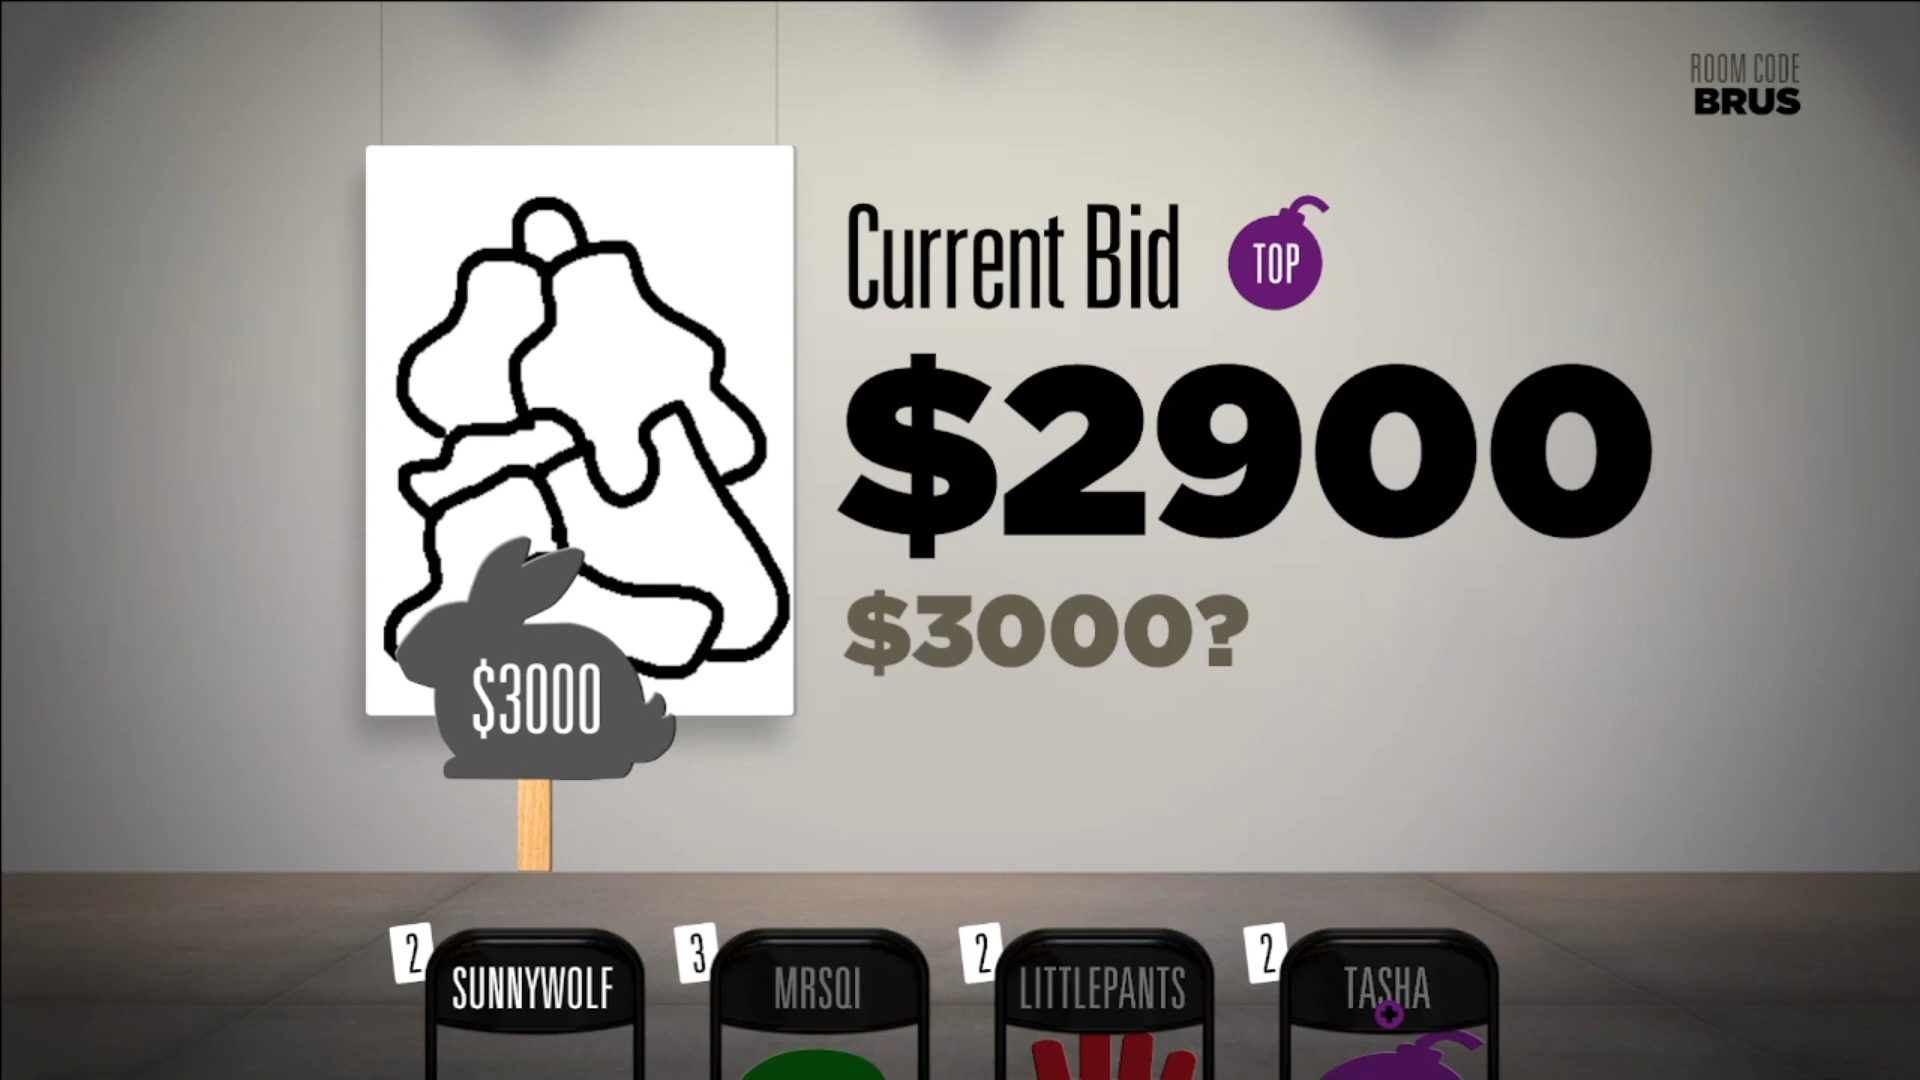 ROOM CODE
BRUS
Current Bid
TOP
$2900
$3000?
$3000
2
SUNNYWOLF
3
MRSQI
2
LITTLEPANTS
2
TASHA